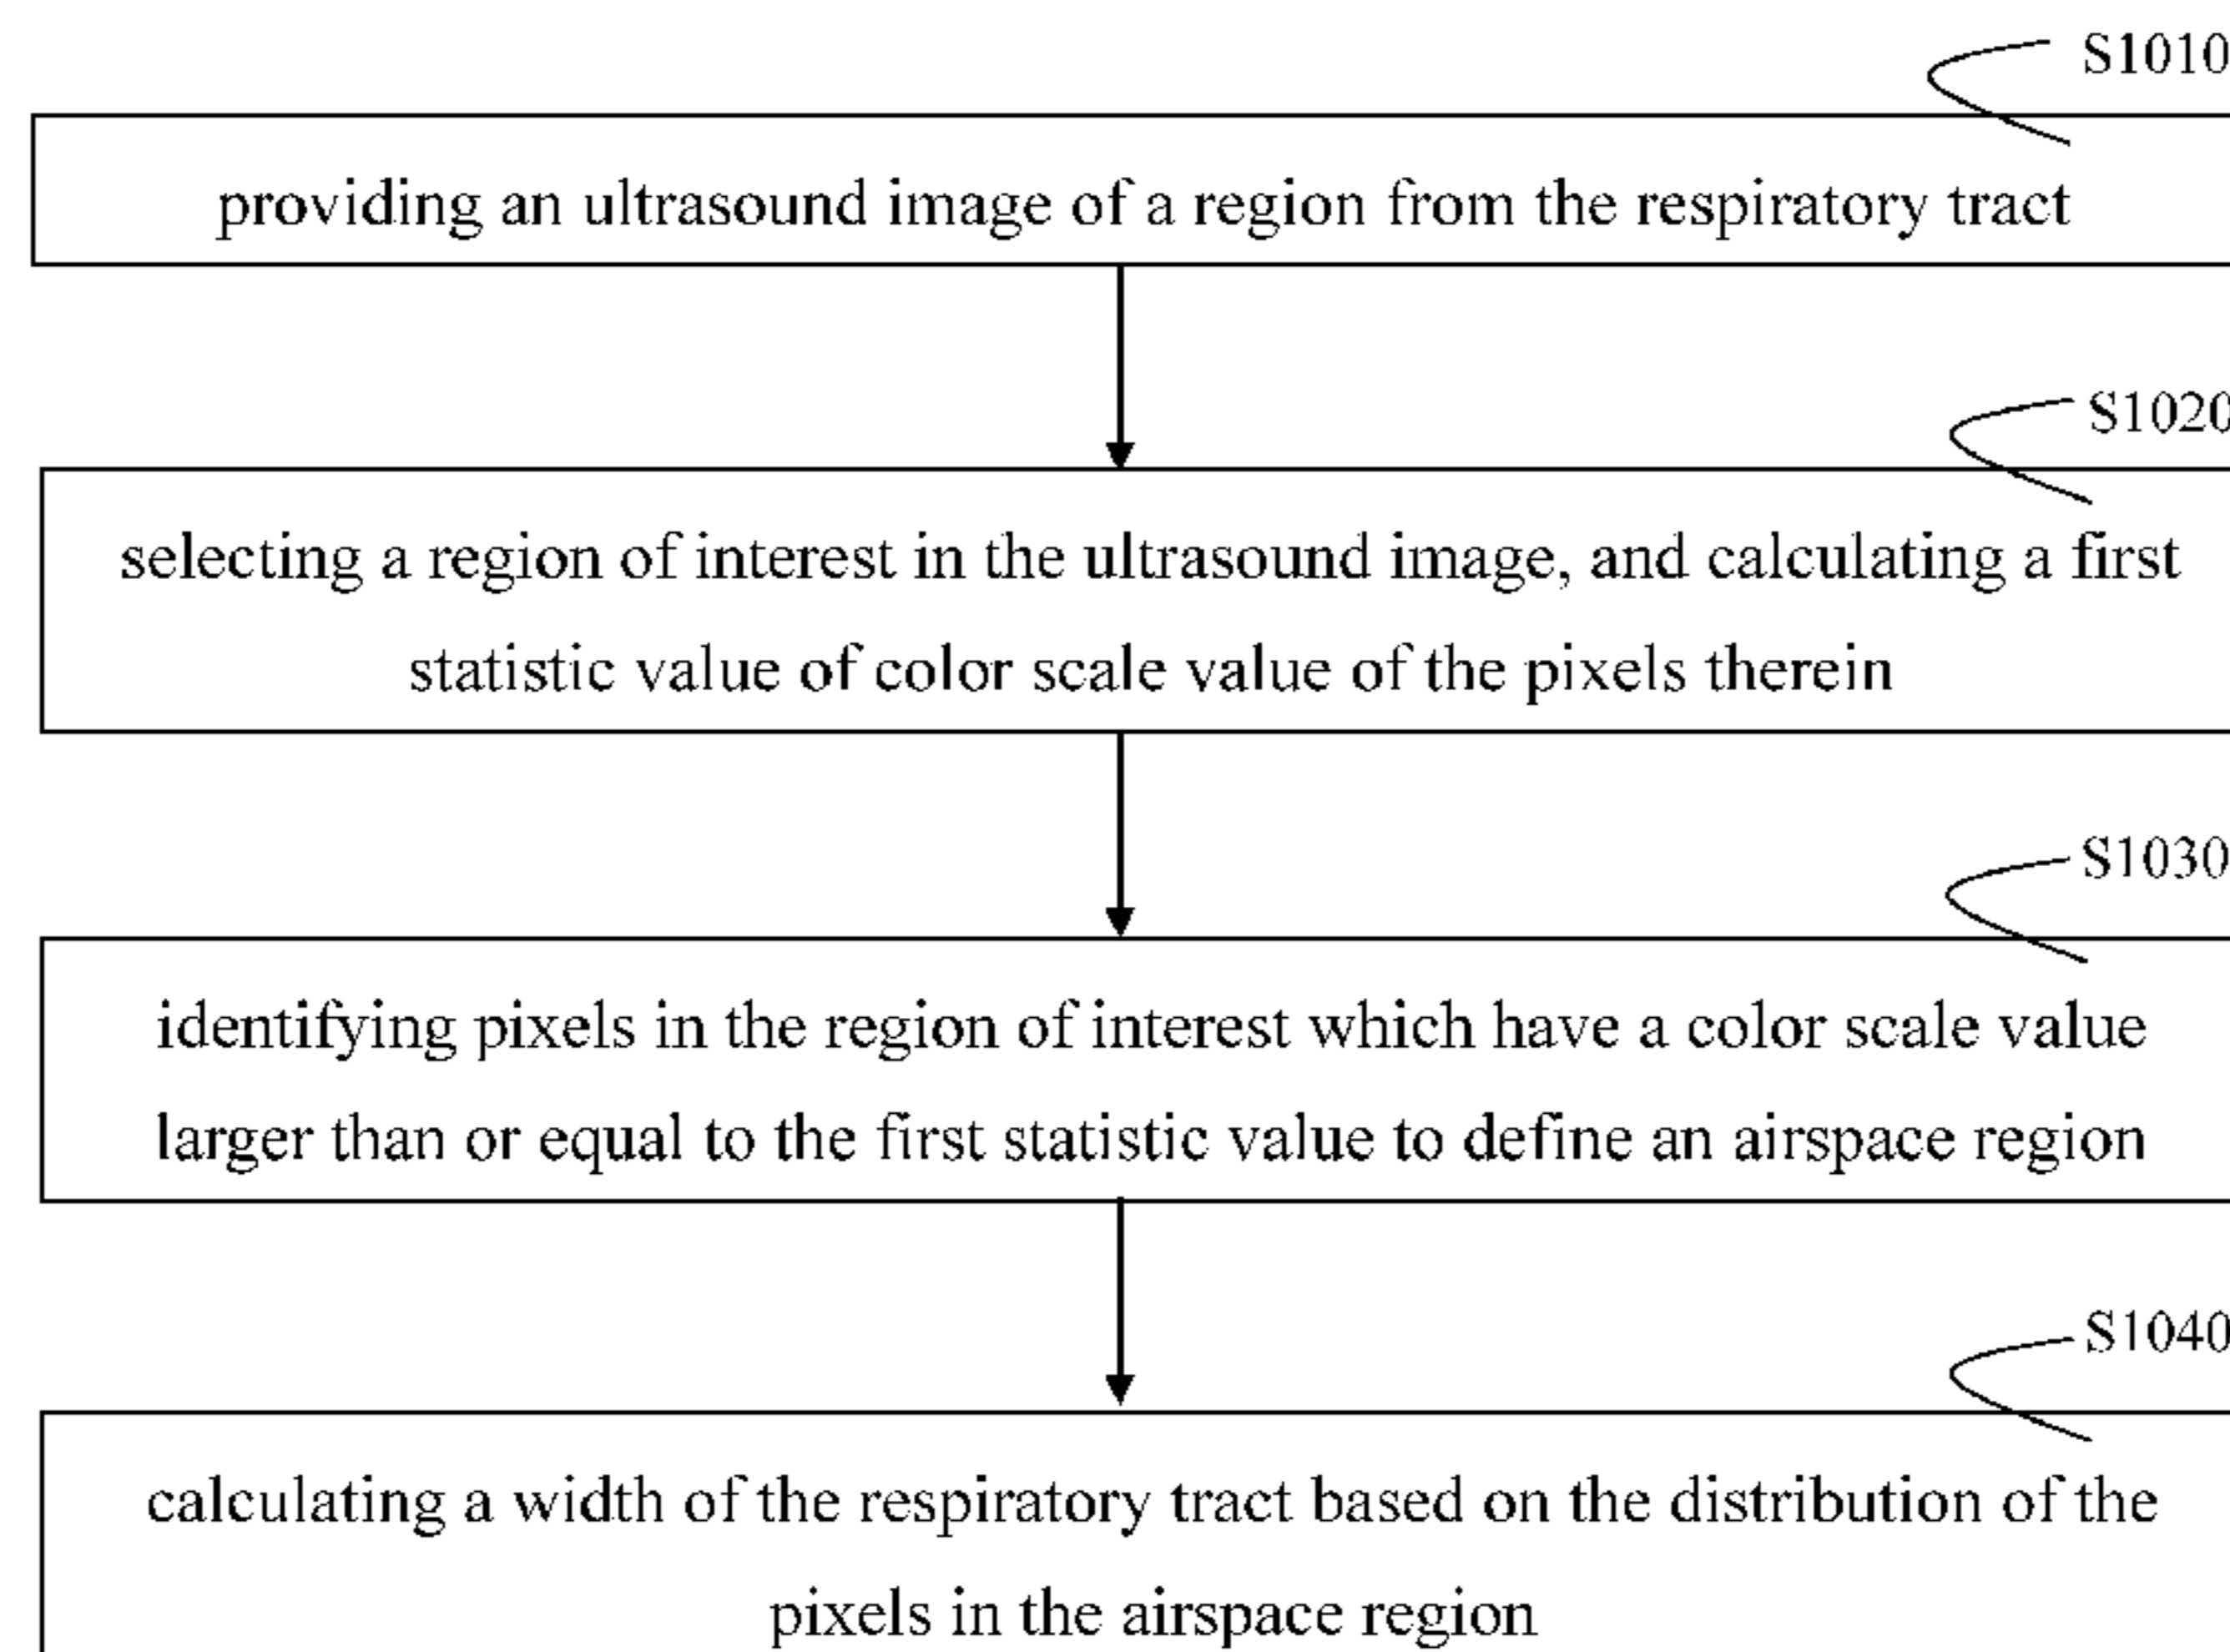 S1010
providing an ultrasound image of a region from the respiratory tract
S1020
selecting a region of interest in the ultrasound image, and calculating a first
statistic value of color scale value of the pixels therein
S1030
identifying pixels in the region of interest which have a color scale value
larger than or equal to the first statistic value to define an airspace region
S1040
calculating a width of the respiratory tract based on the distribution of the
pixels in the airspace region